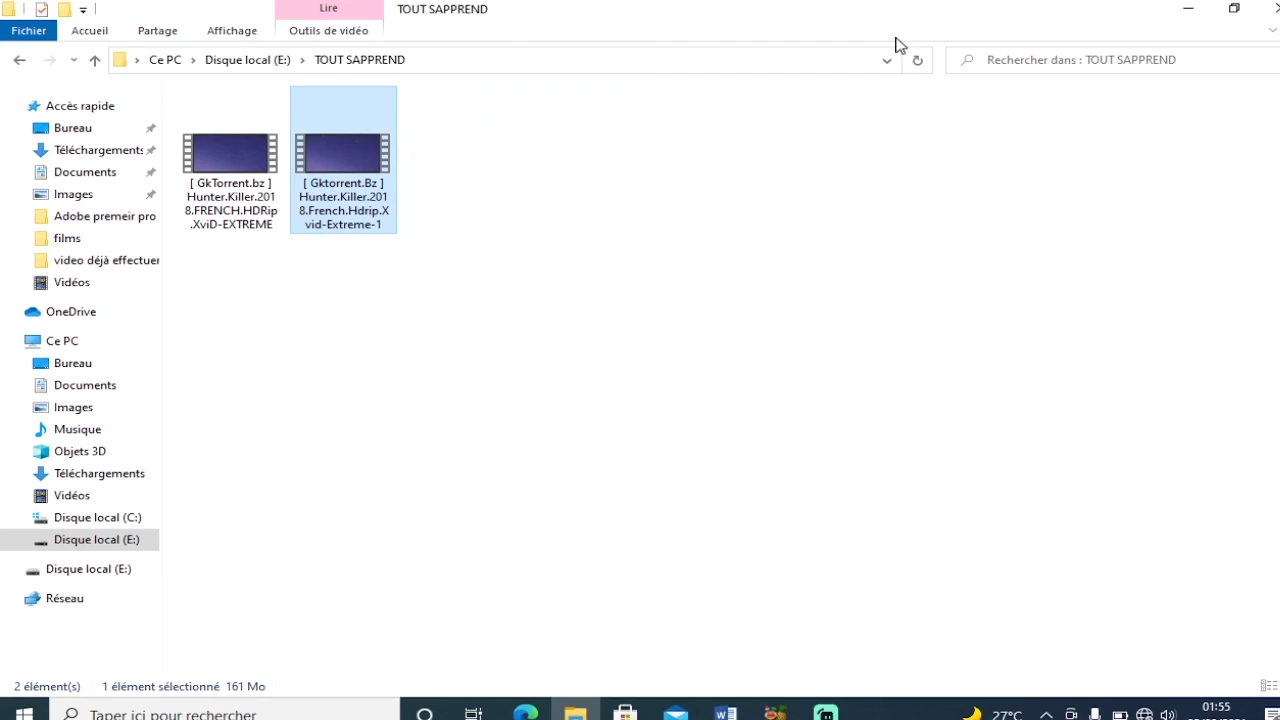 Lire
TOUT SAPPREND
Fichier
Accueil
Partage
Affichage
Outils de vidéo
Ce PC
Disque local (E:)
TOUT SAPPREND
Rechercher dans : TOUT SAPPREND
Accès rapide
Bureau
Téléchargements
Documents
Images
Adobe premeir pro
films
video déjà effectuer
Vidéos
OneDrive
Ce PC
Bureau
Documents
Images
Musique
Objets 3D
Téléchargements
Vidéos
Disque local (C:)
Disque local (E:)
Disque local (E:)
Réseau
[ GkTorrent.bz ]
Hunter.Killer.201
8.FRENCH.HDRip
.XviD-EXTREME
[ Gktorrent.Bz ]
Hunter.Killer.201
8.French.Hdrip.X
vid-Extreme-1
2 élément(s)
1 élément sélectionné 161 Mo
Taper ici pour rechercher
27°C
01:55